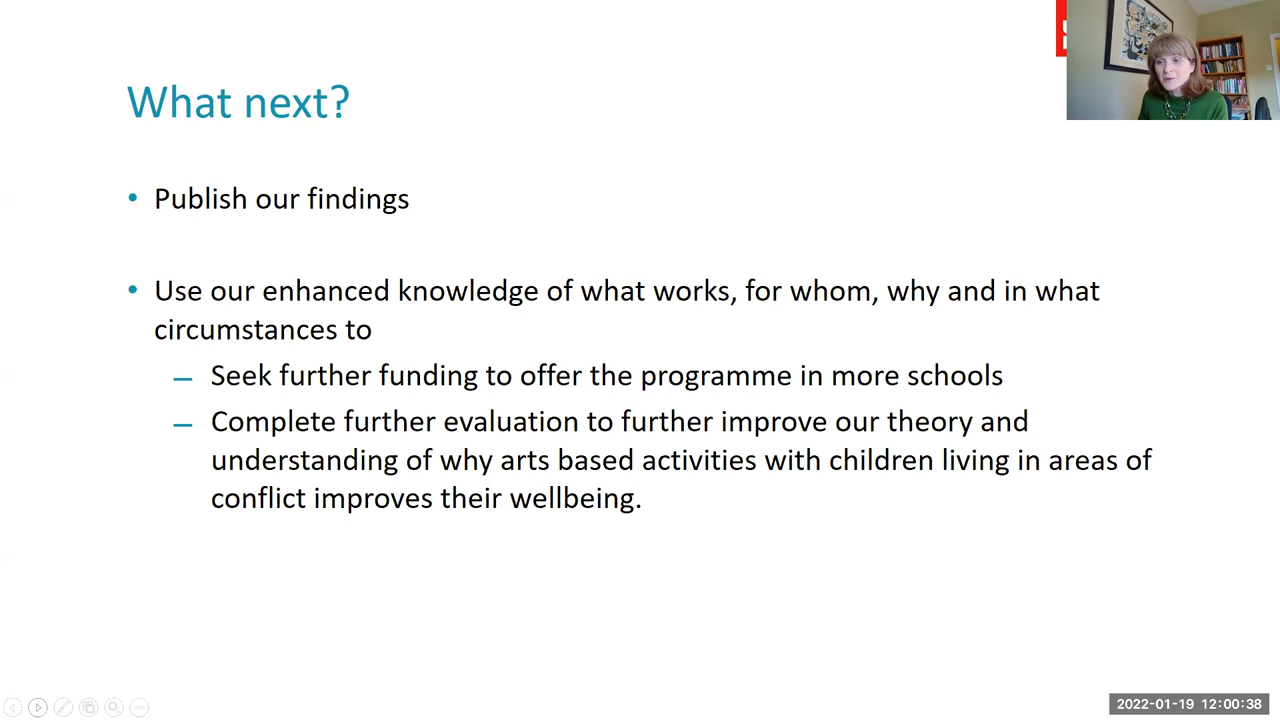 What next?
• Publish our findings
• Use our enhanced knowledge of what works, for whom, why and in what
circumstances to
– Seek further funding to offer the programme in more schools
– Complete further evaluation to further improve our theory and
understanding of why arts based activities with children living in areas of
conflict improves their wellbeing.
2022-01-19 12:00:38